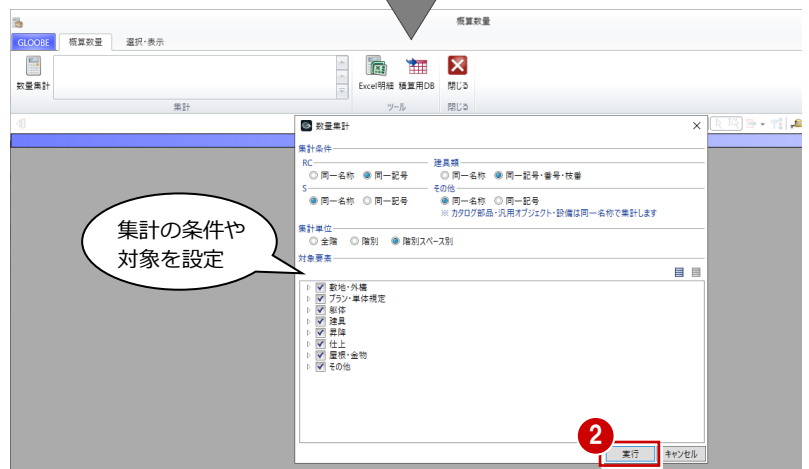 概算数量
GLOOBE 概算数量 選択・表示
数量集計 Excel明細 積算用DB 閉じる
集計 ツール 閉じる
数量集計
集計条件
RC 建具類
同一名称 同一記号 同一名称 同一記号・番号・枝番
S その他
同一名称 同一記号 同一名称 同一記号
※ カタログ部品・汎用オブジェクト・設備は同一名称で集計します
集計単位
全階 階別 階別スペース別
対象要素
集計の条件や
対象を設定
敷地・外構
プラン・単体規定
躯体
建具
昇降
仕上
屋根・金物
その他
2
実行 キャンセル